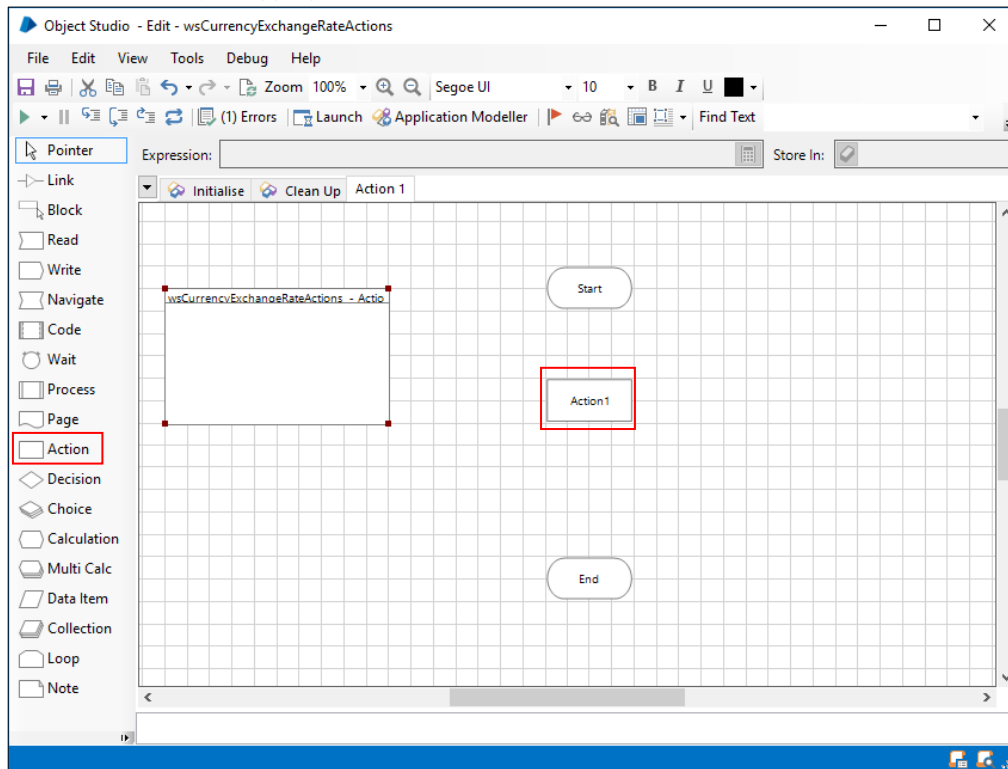 Object Studio - Edit - wsCurrencyExchangeRateActions
File Edit View Tools Debug Help
Zoom 100% Segoe UI 10 B I U
(1) Errors Launch Application Modeller Find Text
Pointer
Expression: Store In:
Link
Initialise Clean Up Action 1
Block
Read
Write
Navigate
Code
Wait
Process
Page
Action
Decision
Choice
Calculation
Multi Calc
Data Item
Collection
Loop
Note
wsCurrencyExchangeRateActions - Actio
Start
Action1
End